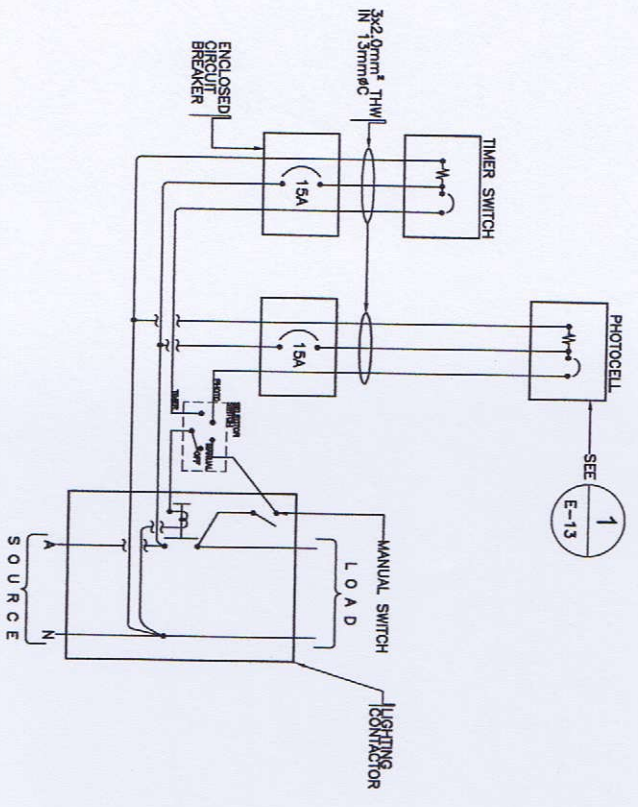 3x2.0mm² THW
IN 13mmøC
TIMER SWITCH
ENCLOSED
CIRCUIT
BREAKER
15A
PHOTOCELL
15A
SEE
1
E-13
SELECTOR
SWITCH
PHOTO
TIMER
MANUAL
OFF
MANUAL SWITCH
LOAD
LIGHTING
CONTACTOR
A
N
SOURCE